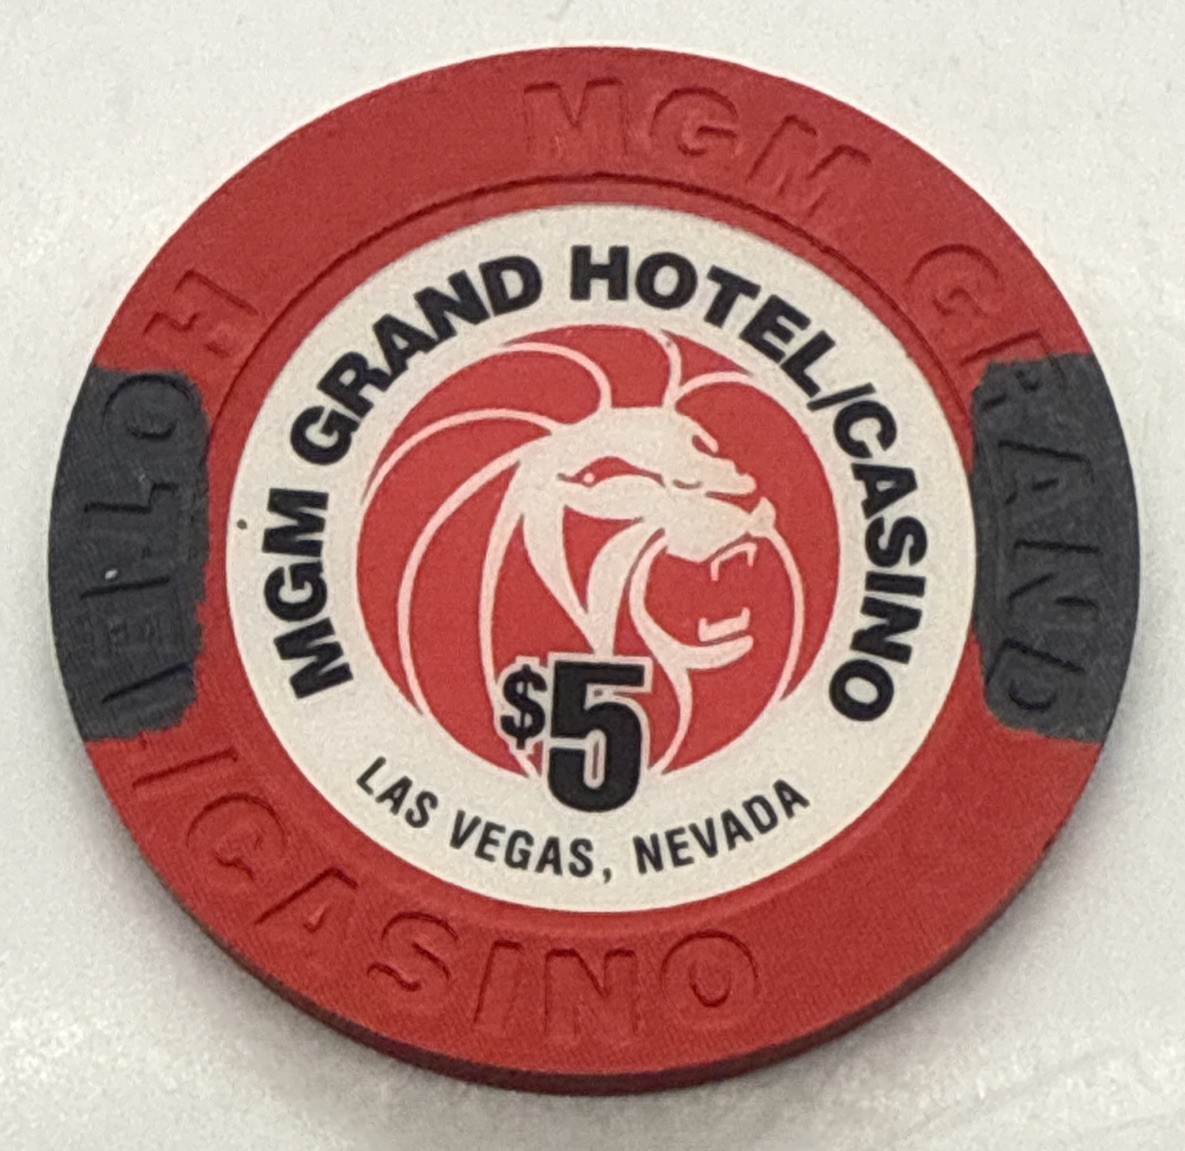 MGM GRAND HOTEL/CASINO
$5
LAS VEGAS, NEVADA
MGM GRAND
HOTEL/CASINO